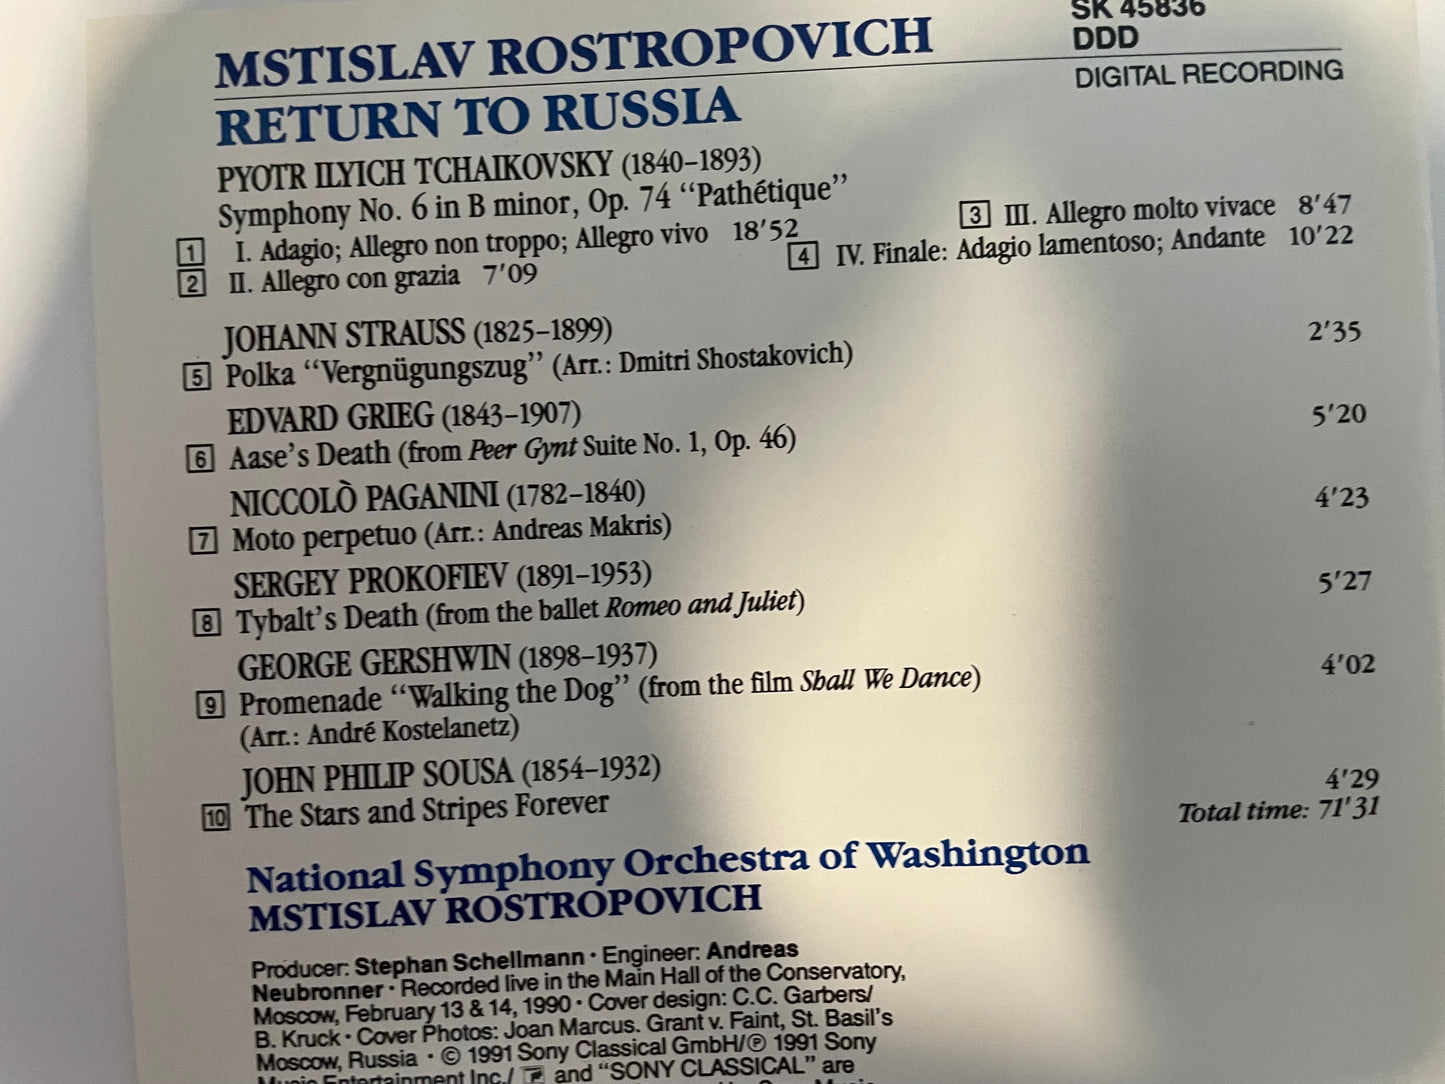 MSTISLAV ROSTROPOVICH
RETURN TO RUSSIA
SK 45836
DDD
DIGITAL RECORDING
PYOTR ILYICH TCHAIKOVSKY (1840–1893)
Symphony No. 6 in B minor, Op. 74 “Pathétique”
1 I. Adagio; Allegro non troppo; Allegro vivo 18'52
2 II. Allegro con grazia 7'09
3 III. Allegro molto vivace 8'47
4 IV. Finale: Adagio lamentoso; Andante 10'22
JOHANN STRAUSS (1825–1899)
5 Polka “Vergnügungszug” (Arr.: Dmitri Shostakovich) 2'35
EDVARD GRIEG (1843–1907)
6 Aase’s Death (from Peer Gynt Suite No. 1, Op. 46) 5'20
NICCOLÒ PAGANINI (1782–1840)
7 Moto perpetuo (Arr.: Andreas Makris) 4'23
SERGEY PROKOFIEV (1891–1953)
8 Tybalt’s Death (from the ballet Romeo and Juliet) 5'27
GEORGE GERSHWIN (1898–1937)
9 Promenade “Walking the Dog” (from the film Shall We Dance) 4'02
(Arr.: André Kostelanetz)
JOHN PHILIP SOUSA (1854–1932)
10 The Stars and Stripes Forever 4'29
Total time: 71'31
National Symphony Orchestra of Washington
MSTISLAV ROSTROPOVICH
Producer: Stephan Schellmann · Engineer: Andreas
Neubronner · Recorded live in the Main Hall of the Conservatory,
Moscow, February 13 & 14, 1990 · Cover design: C.C. Garbers/
B. Kruck · Cover Photos: Joan Marcus. Grant v. Faint, St. Basil’s
Moscow, Russia · © 1991 Sony Classical GmbH/℗ 1991 Sony
Music Entertainment Inc./ and “SONY CLASSICAL” are